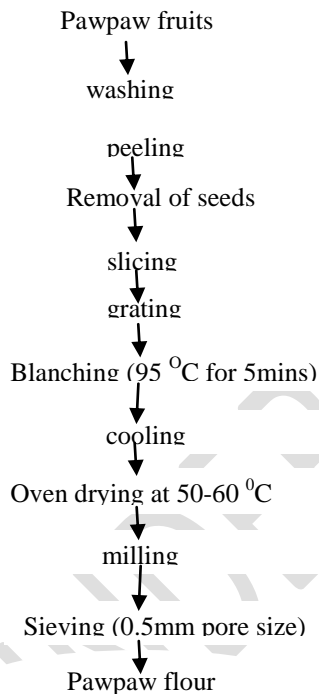 Pawpaw fruits
washing
peeling
Removal of seeds
slicing
grating
Blanching (95 ᴼC for 5mins)
cooling
Oven drying at 50-60 ⁰C
milling
Sieving (0.5mm pore size)
Pawpaw flour